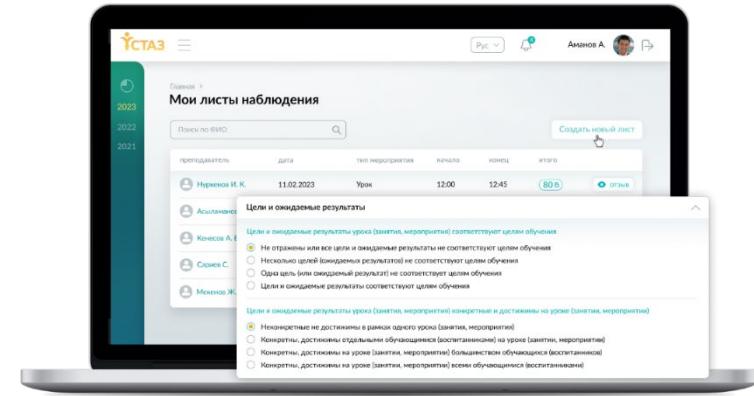 ҰСТАЗ
Рус
4
Аманов А.
2023
2022
2021
Главная >
Мои листы наблюдения
Поиск по ФИО
Создать новый лист
преподаватель дата тип мероприятия начало конец итого
Нуркенов И. К. 11.02.2023 Урок 12:00 12:45 80 б отзыв
Кенесов А.
Сапиев С.
Мекенов Ж.
Цели и ожидаемые результаты
Цели и ожидаемые результаты урока (занятия, мероприятия) соответствуют целям обучения
Не отражены или все цели и ожидаемые результаты не соответствуют целям обучения
Несколько целей (ожидаемых результатов) не соответствуют целям обучения
Одна цель (или ожидаемый результат) не соответствует целям обучения
Цели и ожидаемые результаты соответствуют целям обучения
Цели и ожидаемые результаты урока (занятия, мероприятия) конкретные и достижимы на уроке (занятии, мероприятии)
Неконкретные не достижимы в рамках одного урока (занятия, мероприятия)
Конкретны, достижимы отдельными обучающимися (воспитанниками) на уроке (занятии, мероприятии)
Конкретны, достижимы на уроке (занятии, мероприятии) большинством обучающихся (воспитанников)
Конкретны, достижимы на уроке (занятии, мероприятии) всеми обучающимися (воспитанниками)